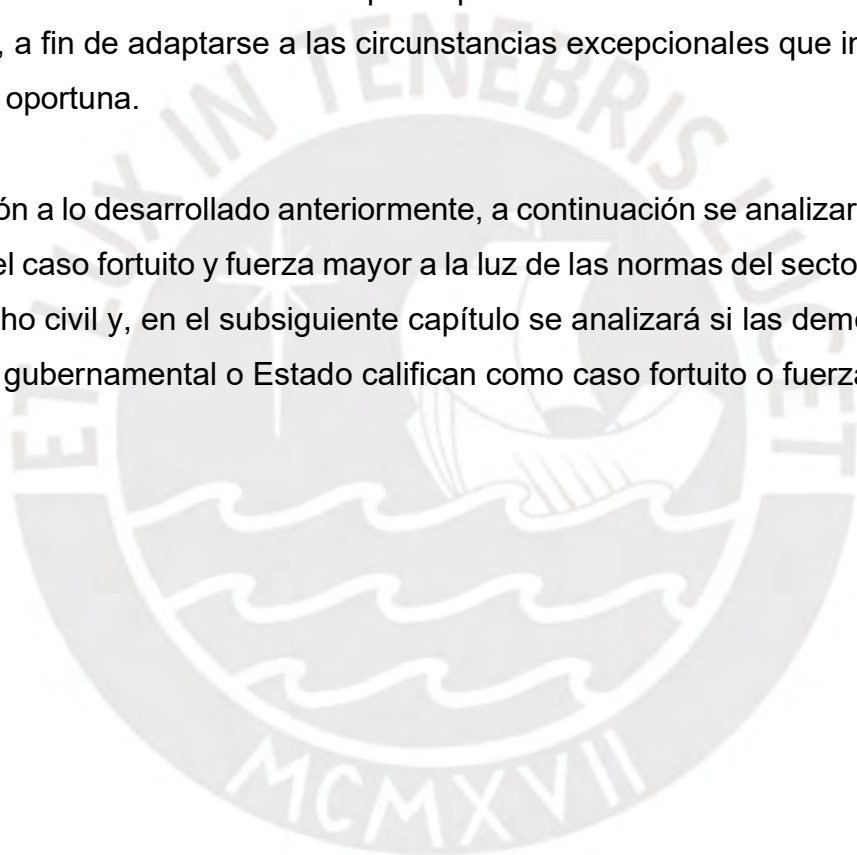 , a fin de adaptarse a las circunstancias excepcionales que in
oportuna.
ón a lo desarrollado anteriormente, a continuación se analizar
el caso fortuito y fuerza mayor a la luz de las normas del secto
ho civil y, en el subsiguiente capítulo se analizará si las dem
gubernamental o Estado califican como caso fortuito o fuerza
ET LUX IN TENEBRIS LUCET
MCMXVII